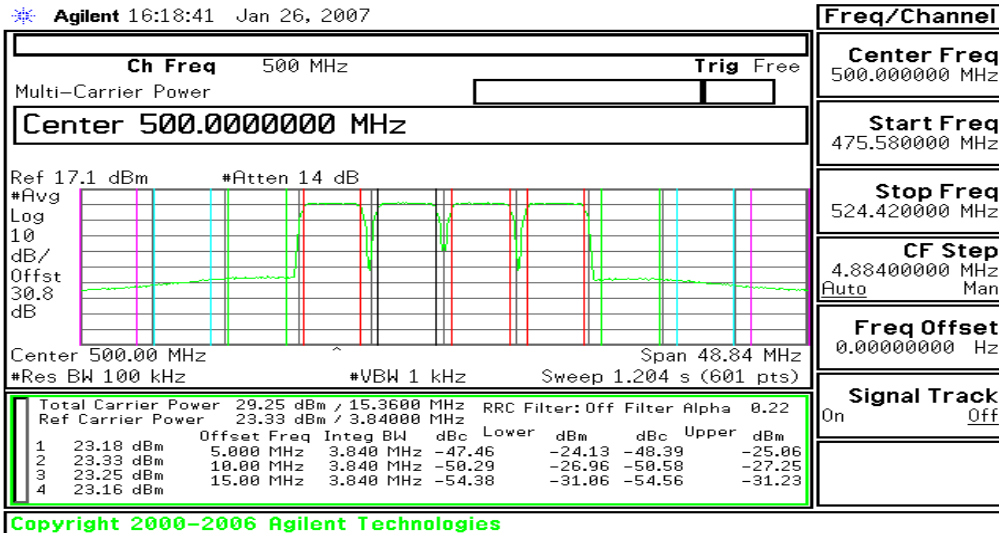 Agilent 16:18:41 Jan 26, 2007
Ch Freq 500 MHz Trig Free
Multi-Carrier Power
Center 500.0000000 MHz
Ref 17.1 dBm #Atten 14 dB
#Avg
Log
10
dB/
Offst
30.8
dB
Center 500.00 MHz ^ Span 48.84 MHz
#Res BW 100 kHz #VBW 1 kHz Sweep 1.204 s (601 pts)
Total Carrier Power 29.25 dBm / 15.3600 MHz RRC Filter: Off Filter Alpha 0.22
Ref Carrier Power 23.33 dBm / 3.84000 MHz
Offset Freq Integ BW dBc Lower dBm dBc Upper dBm
1 23.18 dBm 5.000 MHz 3.840 MHz -47.46 -24.13 -48.39 -25.06
2 23.33 dBm 10.00 MHz 3.840 MHz -50.29 -26.96 -50.58 -27.25
3 23.25 dBm 15.00 MHz 3.840 MHz -54.38 -31.06 -54.56 -31.23
4 23.16 dBm
Copyright 2000-2006 Agilent Technologies
Freq/Channel
Center Freq
500.000000 MHz
Start Freq
475.580000 MHz
Stop Freq
524.420000 MHz
CF Step
4.88400000 MHz
Auto Man
Freq Offset
0.00000000 Hz
Signal Track
On Off